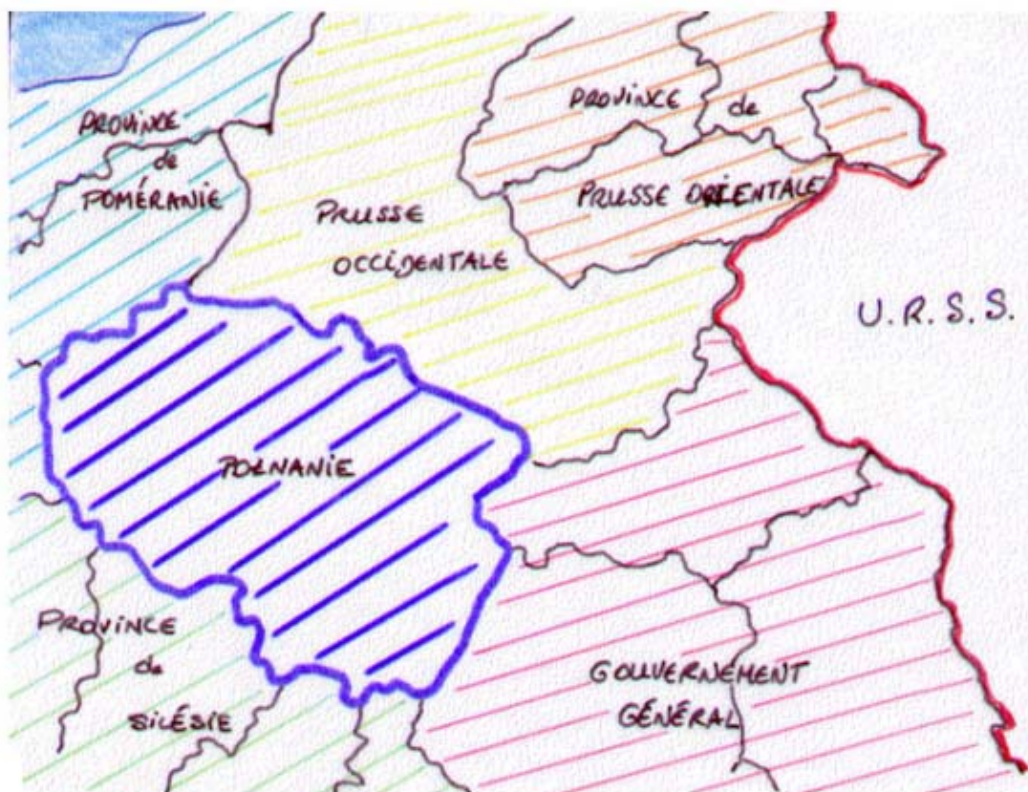 PROVINCE
de
POMÉRANIE
PRUSSE
OCCIDENTALE
PROVINCE de
PRUSSE ORIENTALE
U.R.S.S.
POZNANIE
PROVINCE
de
SILÉSIE
GOUVERNEMENT
GÉNÉRAL